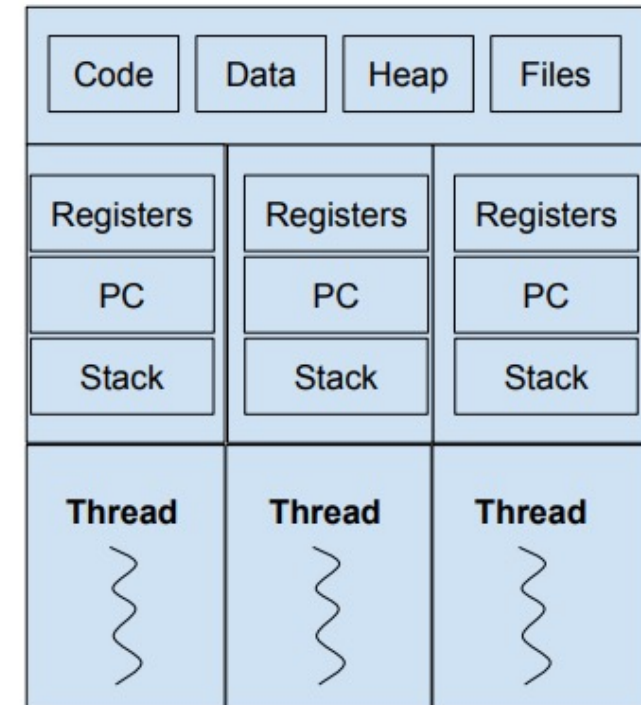 Code Data Heap Files
Registers Registers Registers
PC PC PC
Stack Stack Stack
Thread Thread Thread